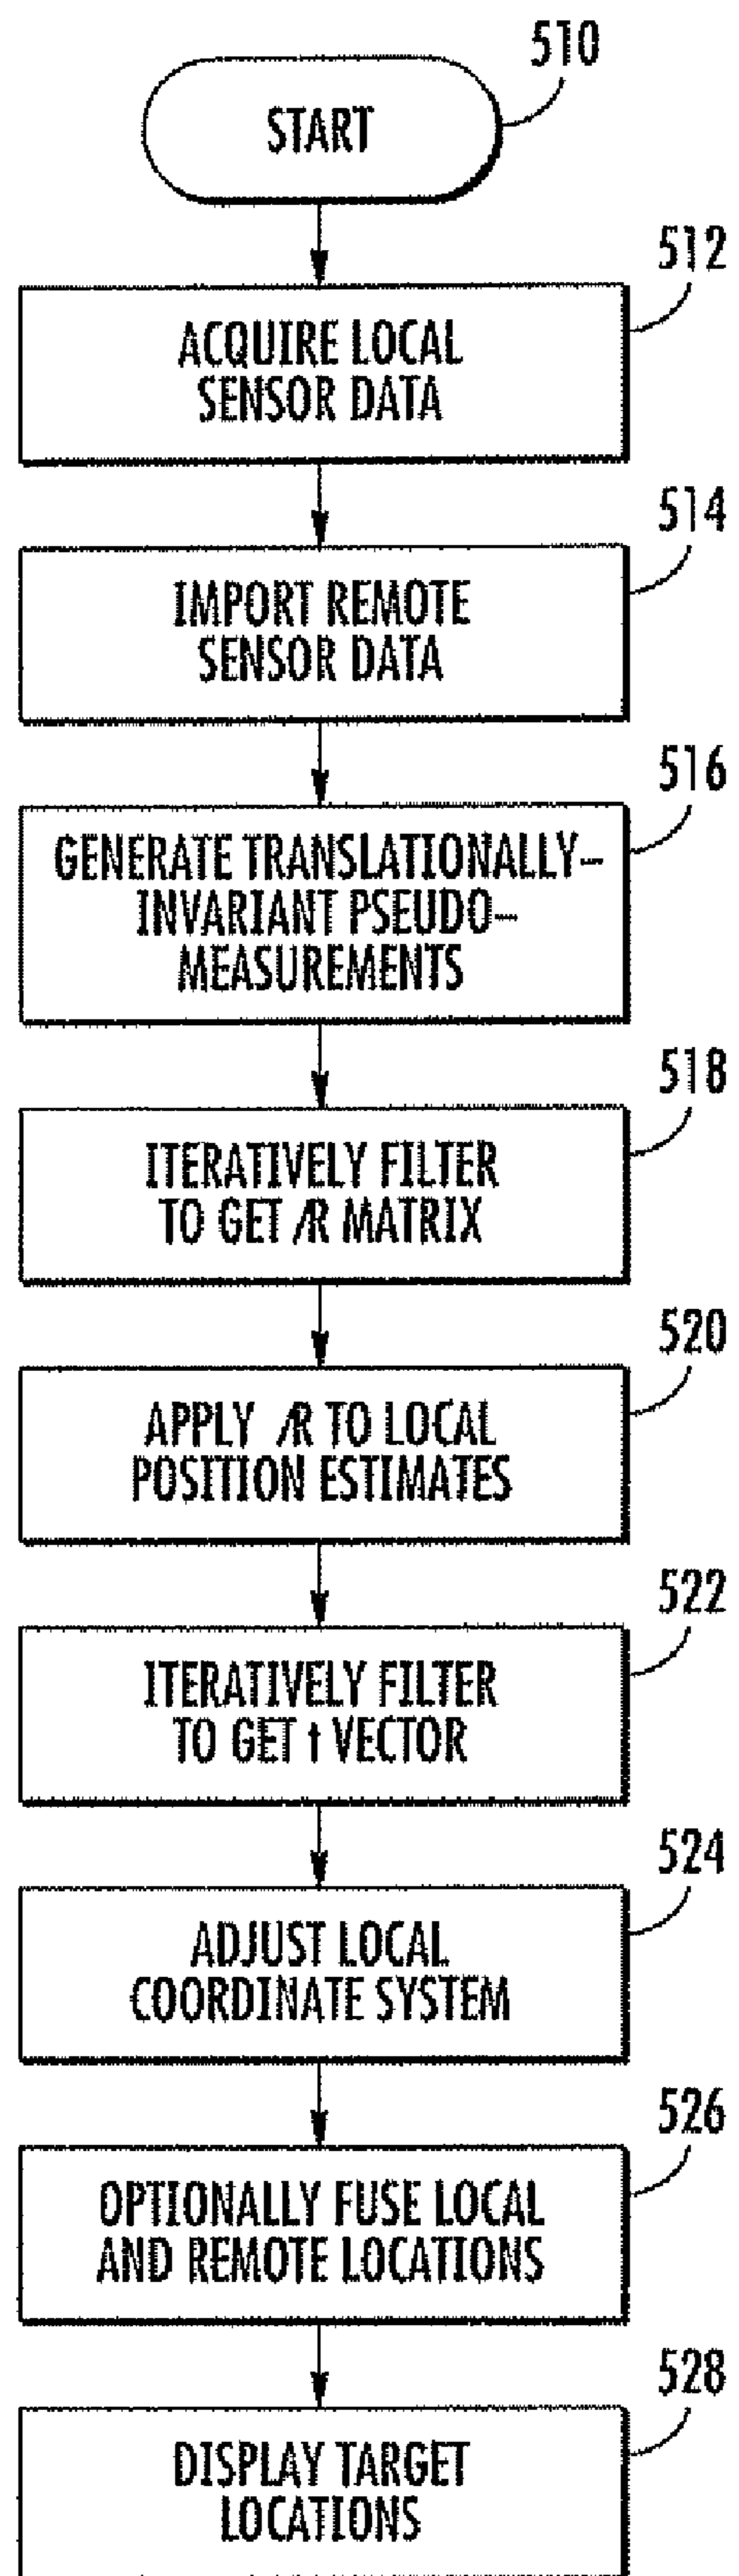 510
START
512
ACQUIRE LOCAL
SENSOR DATA
514
IMPORT REMOTE
SENSOR DATA
516
GENERATE TRANSLATIONALLY-
INVARIANT PSEUDO-
MEASUREMENTS
518
ITERATIVELY FILTER
TO GET ℝ MATRIX
520
APPLY ℝ TO LOCAL
POSITION ESTIMATES
522
ITERATIVELY FILTER
TO GET t VECTOR
524
ADJUST LOCAL
COORDINATE SYSTEM
526
OPTIONALLY FUSE LOCAL
AND REMOTE LOCATIONS
528
DISPLAY TARGET
LOCATIONS